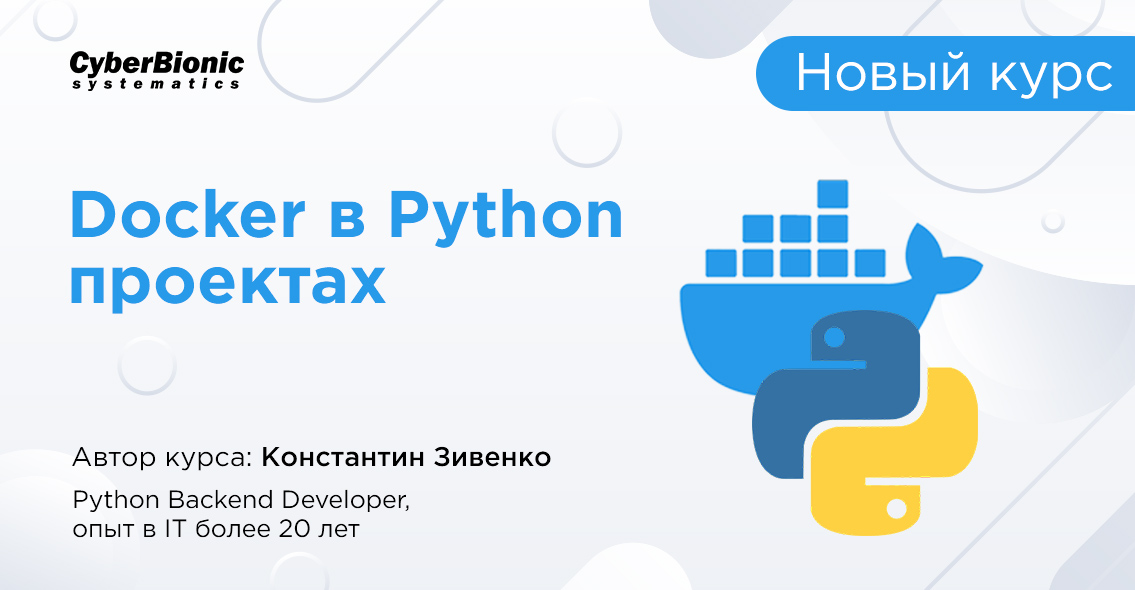 CyberBionic
systematics
Новый курс
Docker в Python
проектах
Автор курса: Константин Зивенко
Python Backend Developer,
опыт в IT более 20 лет